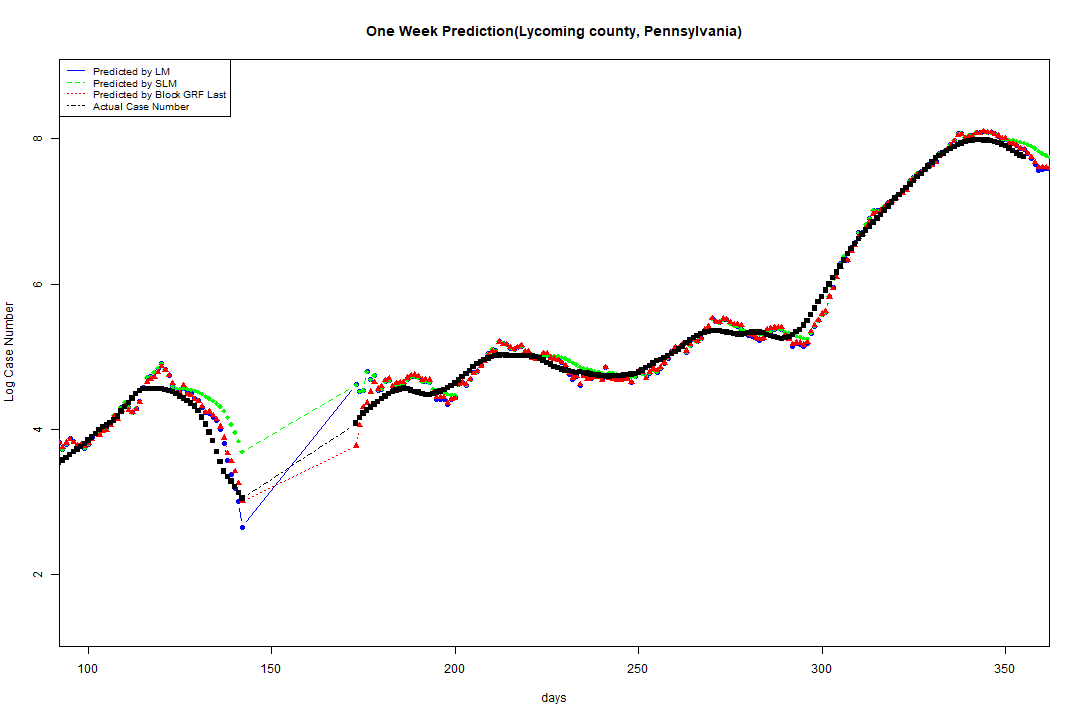 One Week Prediction(Lycoming county, Pennsylvania)
Predicted by LM
Predicted by SLM
Predicted by Block GRF Last
Actual Case Number
Log Case Number
8
6
4
2
100 150 200 250 300 350
days